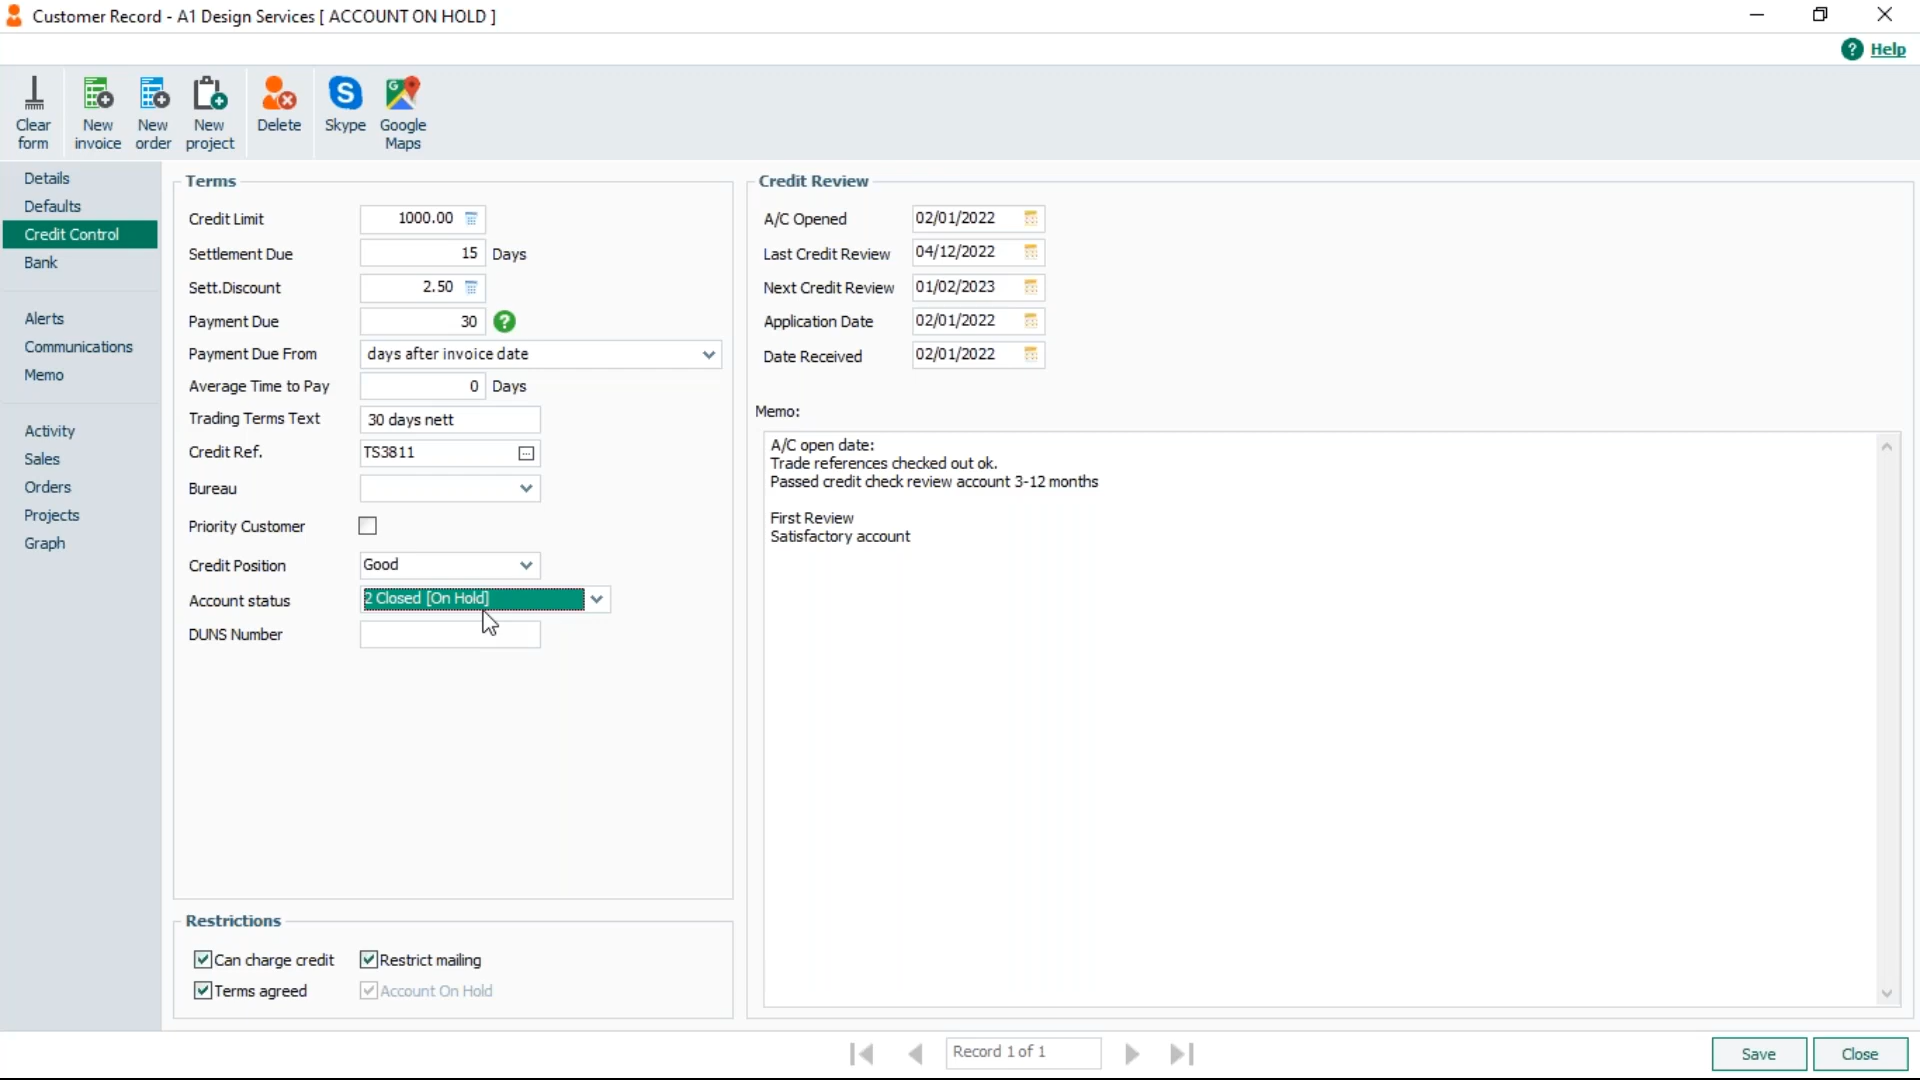 Customer Record - A1 Design Services [ ACCOUNT ON HOLD ]
? Help
Clear form
New invoice
New order
New project
Delete
Skype
Google Maps
Details
Defaults
Credit Control
Bank
Alerts
Communications
Memo
Activity
Sales
Orders
Projects
Graph
Terms
Credit Limit 1000.00
Settlement Due 15 Days
Sett.Discount 2.50
Payment Due 30 ?
Payment Due From days after invoice date
Average Time to Pay 0 Days
Trading Terms Text 30 days nett
Credit Ref. TS3811
Bureau
Priority Customer
Credit Position Good
Account status 2 Closed [On Hold]
DUNS Number
Restrictions
Can charge credit Restrict mailing
Terms agreed Account On Hold
Credit Review
A/C Opened 02/01/2022
Last Credit Review 04/12/2022
Next Credit Review 01/02/2023
Application Date 02/01/2022
Date Received 02/01/2022
Memo:
A/C open date:
Trade references checked out ok.
Passed credit check review account 3-12 months
First Review
Satisfactory account
Record 1 of 1
Save
Close